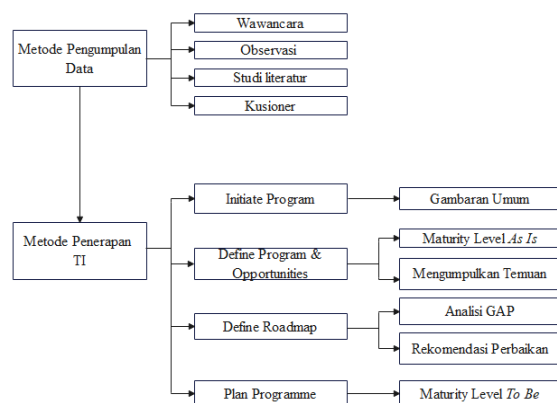 Metode Pengumpulan
Data
Wawancara
Observasi
Studi literatur
Kusioner
Metode Penerapan
TI
Initiate Program
Gambaran Umum
Define Program &
Opportunities
Maturity Level As Is
Mengumpulkan Temuan
Define Roadmap
Analisi GAP
Rekomendasi Perbaikan
Plan Programme
Maturity Level To Be